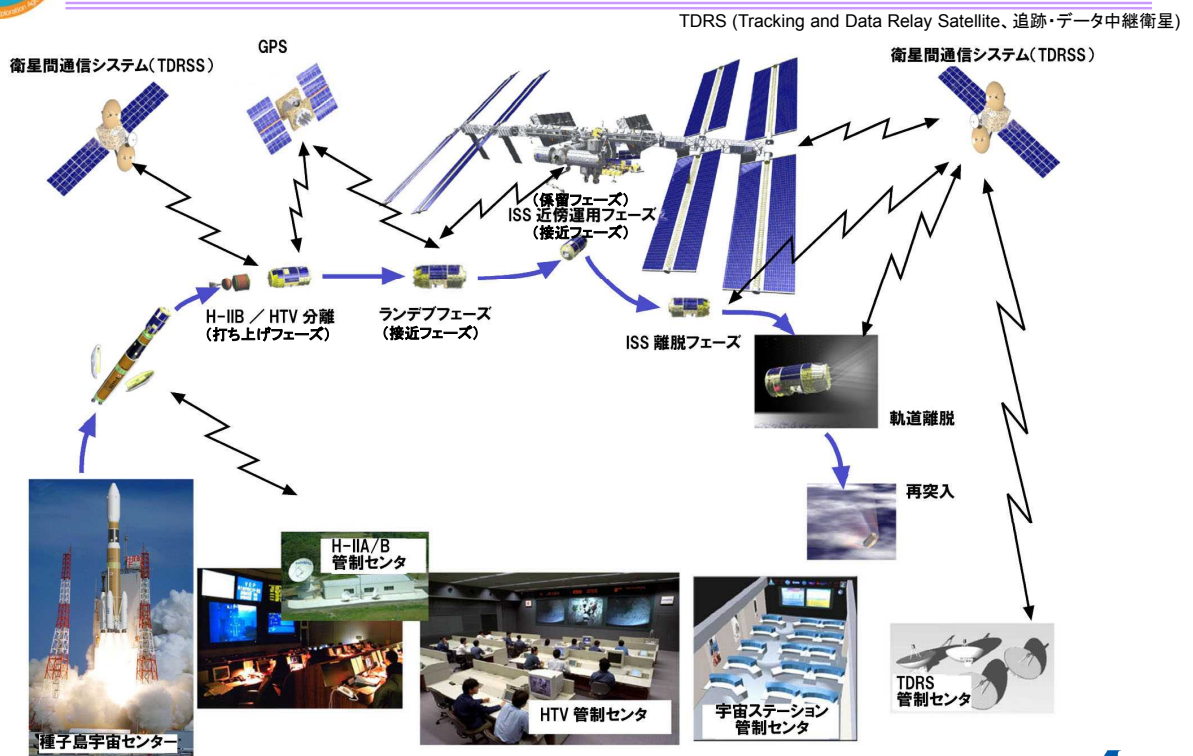 Exploration Agency
TDRS (Tracking and Data Relay Satellite、追跡・データ中継衛星)
衛星間通信システム(TDRSS)
GPS
衛星間通信システム(TDRSS)
(係留フェーズ)
ISS 近傍運用フェーズ
(接近フェーズ)
H-IIB / HTV 分離
(打ち上げフェーズ)
ランデブフェーズ
(接近フェーズ)
ISS 離脱フェーズ
軌道離脱
再突入
H-IIA/B
管制センタ
種子島宇宙センター
HTV 管制センタ
宇宙ステーション
管制センタ
TDRS
管制センタ